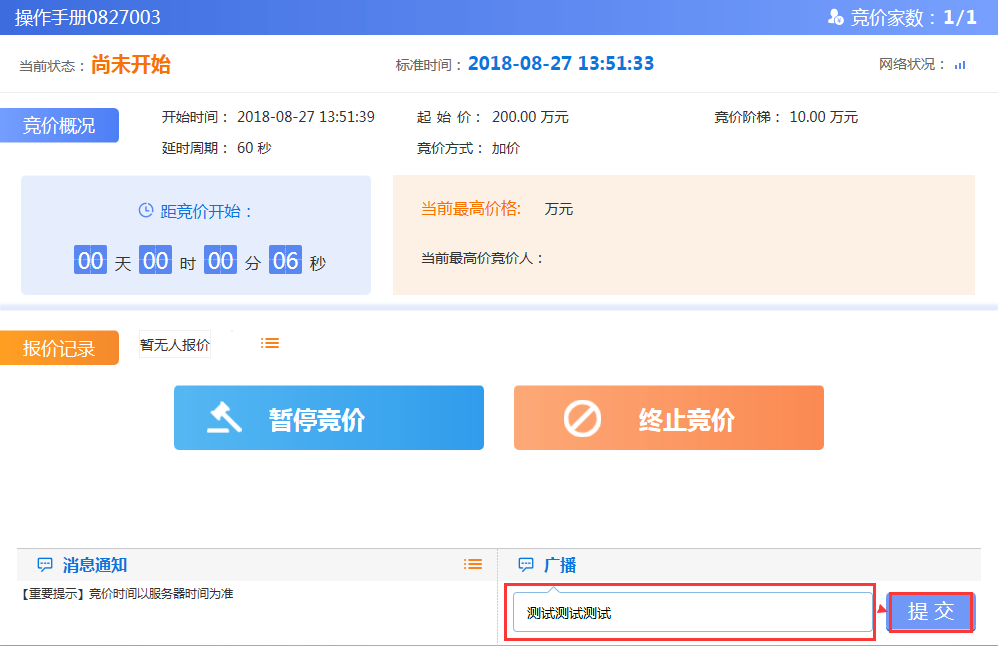 操作手册0827003 竞价家数：1/1
当前状态：尚未开始 标准时间：2018-08-27 13:51:33 网络状况：
竞价概况 开始时间： 2018-08-27 13:51:39 起 始 价： 200.00 万元 竞价阶梯： 10.00 万元
延时周期： 60 秒 竞价方式： 加价
距竞价开始：
00 天 00 时 00 分 06 秒
当前最高价格: 万元
当前最高价竞价人：
报价记录 暂无人报价
暂停竞价 终止竞价
消息通知 广播
【重要提示】竞价时间以服务器时间为准
测试测试测试 提 交